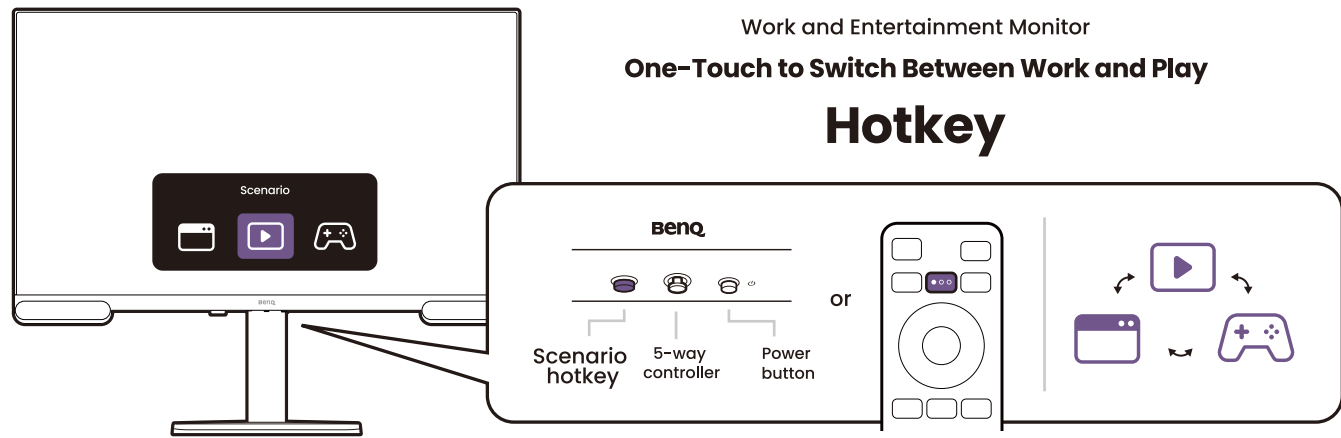 Work and Entertainment Monitor
One-Touch to Switch Between Work and Play
Hotkey
Scenario
BenQ
BenQ
or
Scenario
hotkey
5-way
controller
Power
button